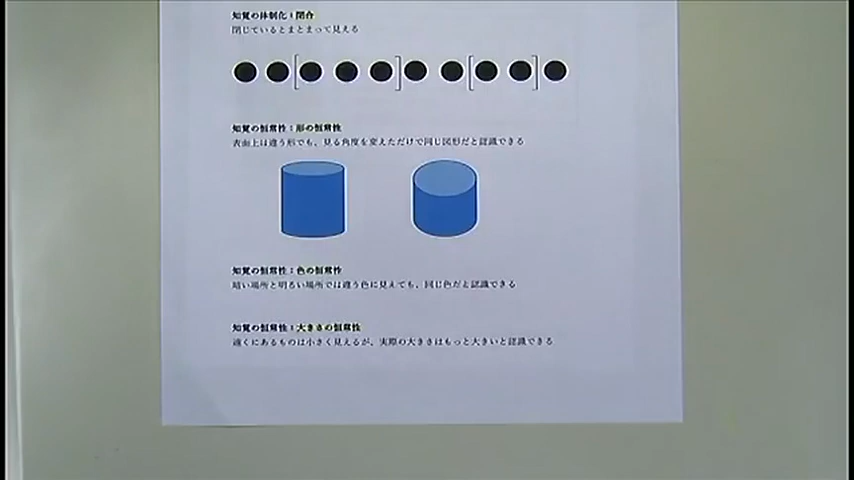 知覚の体制化：閉合
閉じているとまとまって見える
知覚の恒常性：形の恒常性
表面上は違う形でも、見る角度を変えただけで同じ図形だと認識できる
知覚の恒常性：色の恒常性
暗い場所と明るい場所では違う色に見えても、同じ色だと認識できる
知覚の恒常性：大きさの恒常性
遠くにあるものは小さく見えるが、実際の大きさはもっと大きいと認識できる